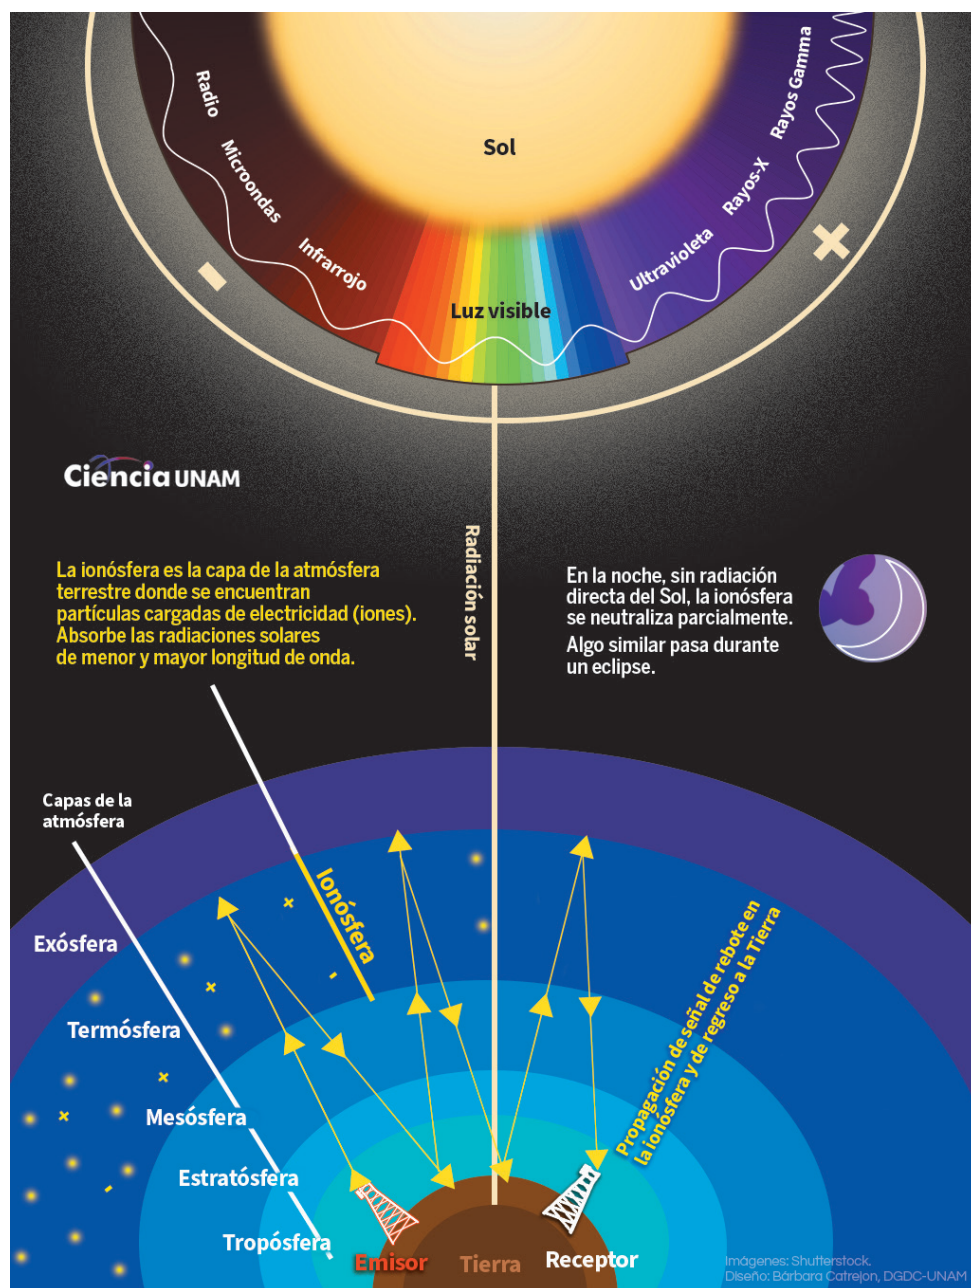 Sol
Radio
Microondas
Infrarrojo
Luz visible
Ultravioleta
Rayos-X
Rayos Gamma
-
+
Ciencia UNAM
Radiación solar
La ionósfera es la capa de la atmósfera
terrestre donde se encuentran
partículas cargadas de electricidad (iones).
Absorbe las radiaciones solares
de menor y mayor longitud de onda.
En la noche, sin radiación
directa del Sol, la ionósfera
se neutraliza parcialmente.
Algo similar pasa durante
un eclipse.
Capas de la
atmósfera
Ionósfera
Exósfera
Termósfera
Mesósfera
Estratósfera
Tropósfera
Propagación de señal de rebote en
la ionósfera y de regreso a la Tierra
Emisor
Tierra
Receptor
Imágenes: Shutterstock.
Diseño: Bárbara Catrejon, DGDC-UNAM